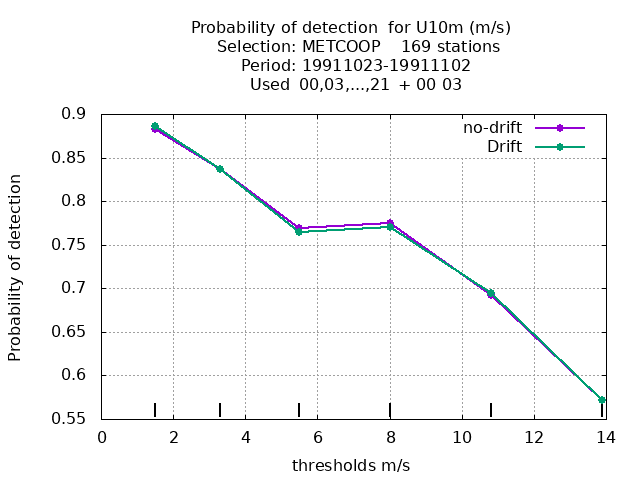 Probability of detection  for U10m (m/s)
Selection: METCOOP    169 stations
Period: 19911023-19911102
Used  00,03,...,21  + 00 03
no-drift
Drift
Probability of detection
0.9
0.85
0.8
0.75
0.7
0.65
0.6
0.55
0 2 4 6 8 10 12 14
thresholds m/s